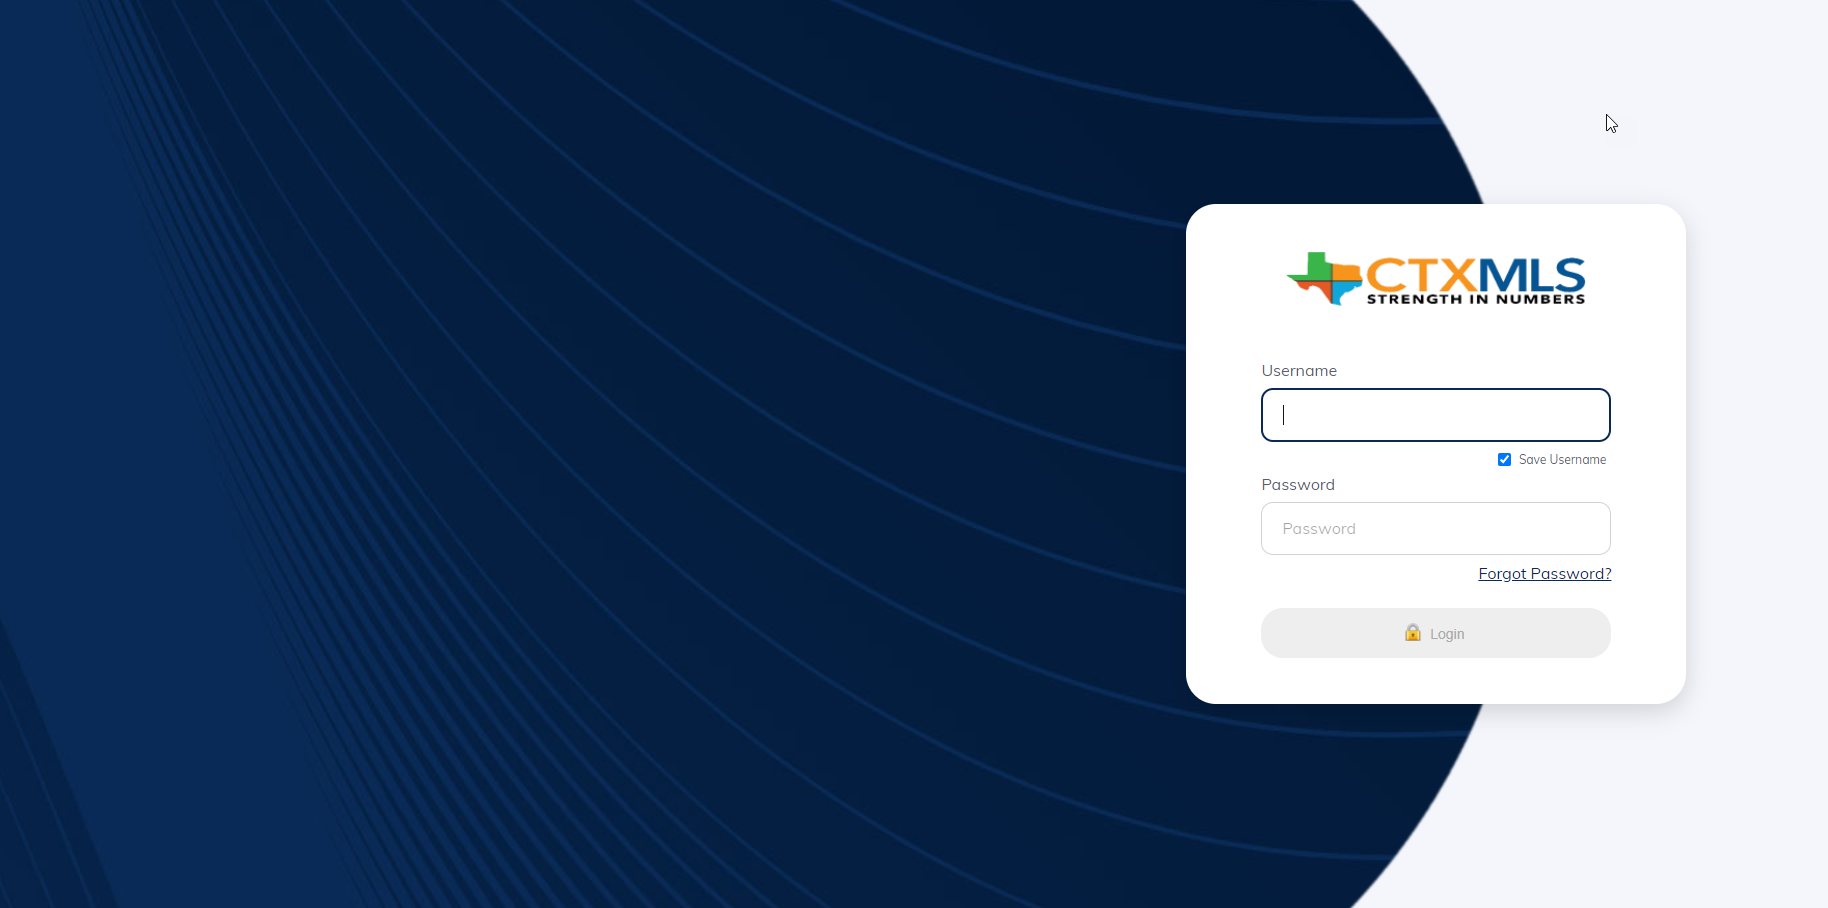 CTXMLS
STRENGTH IN NUMBERS
Username
Save Username
Password
Password
Forgot Password?
Login